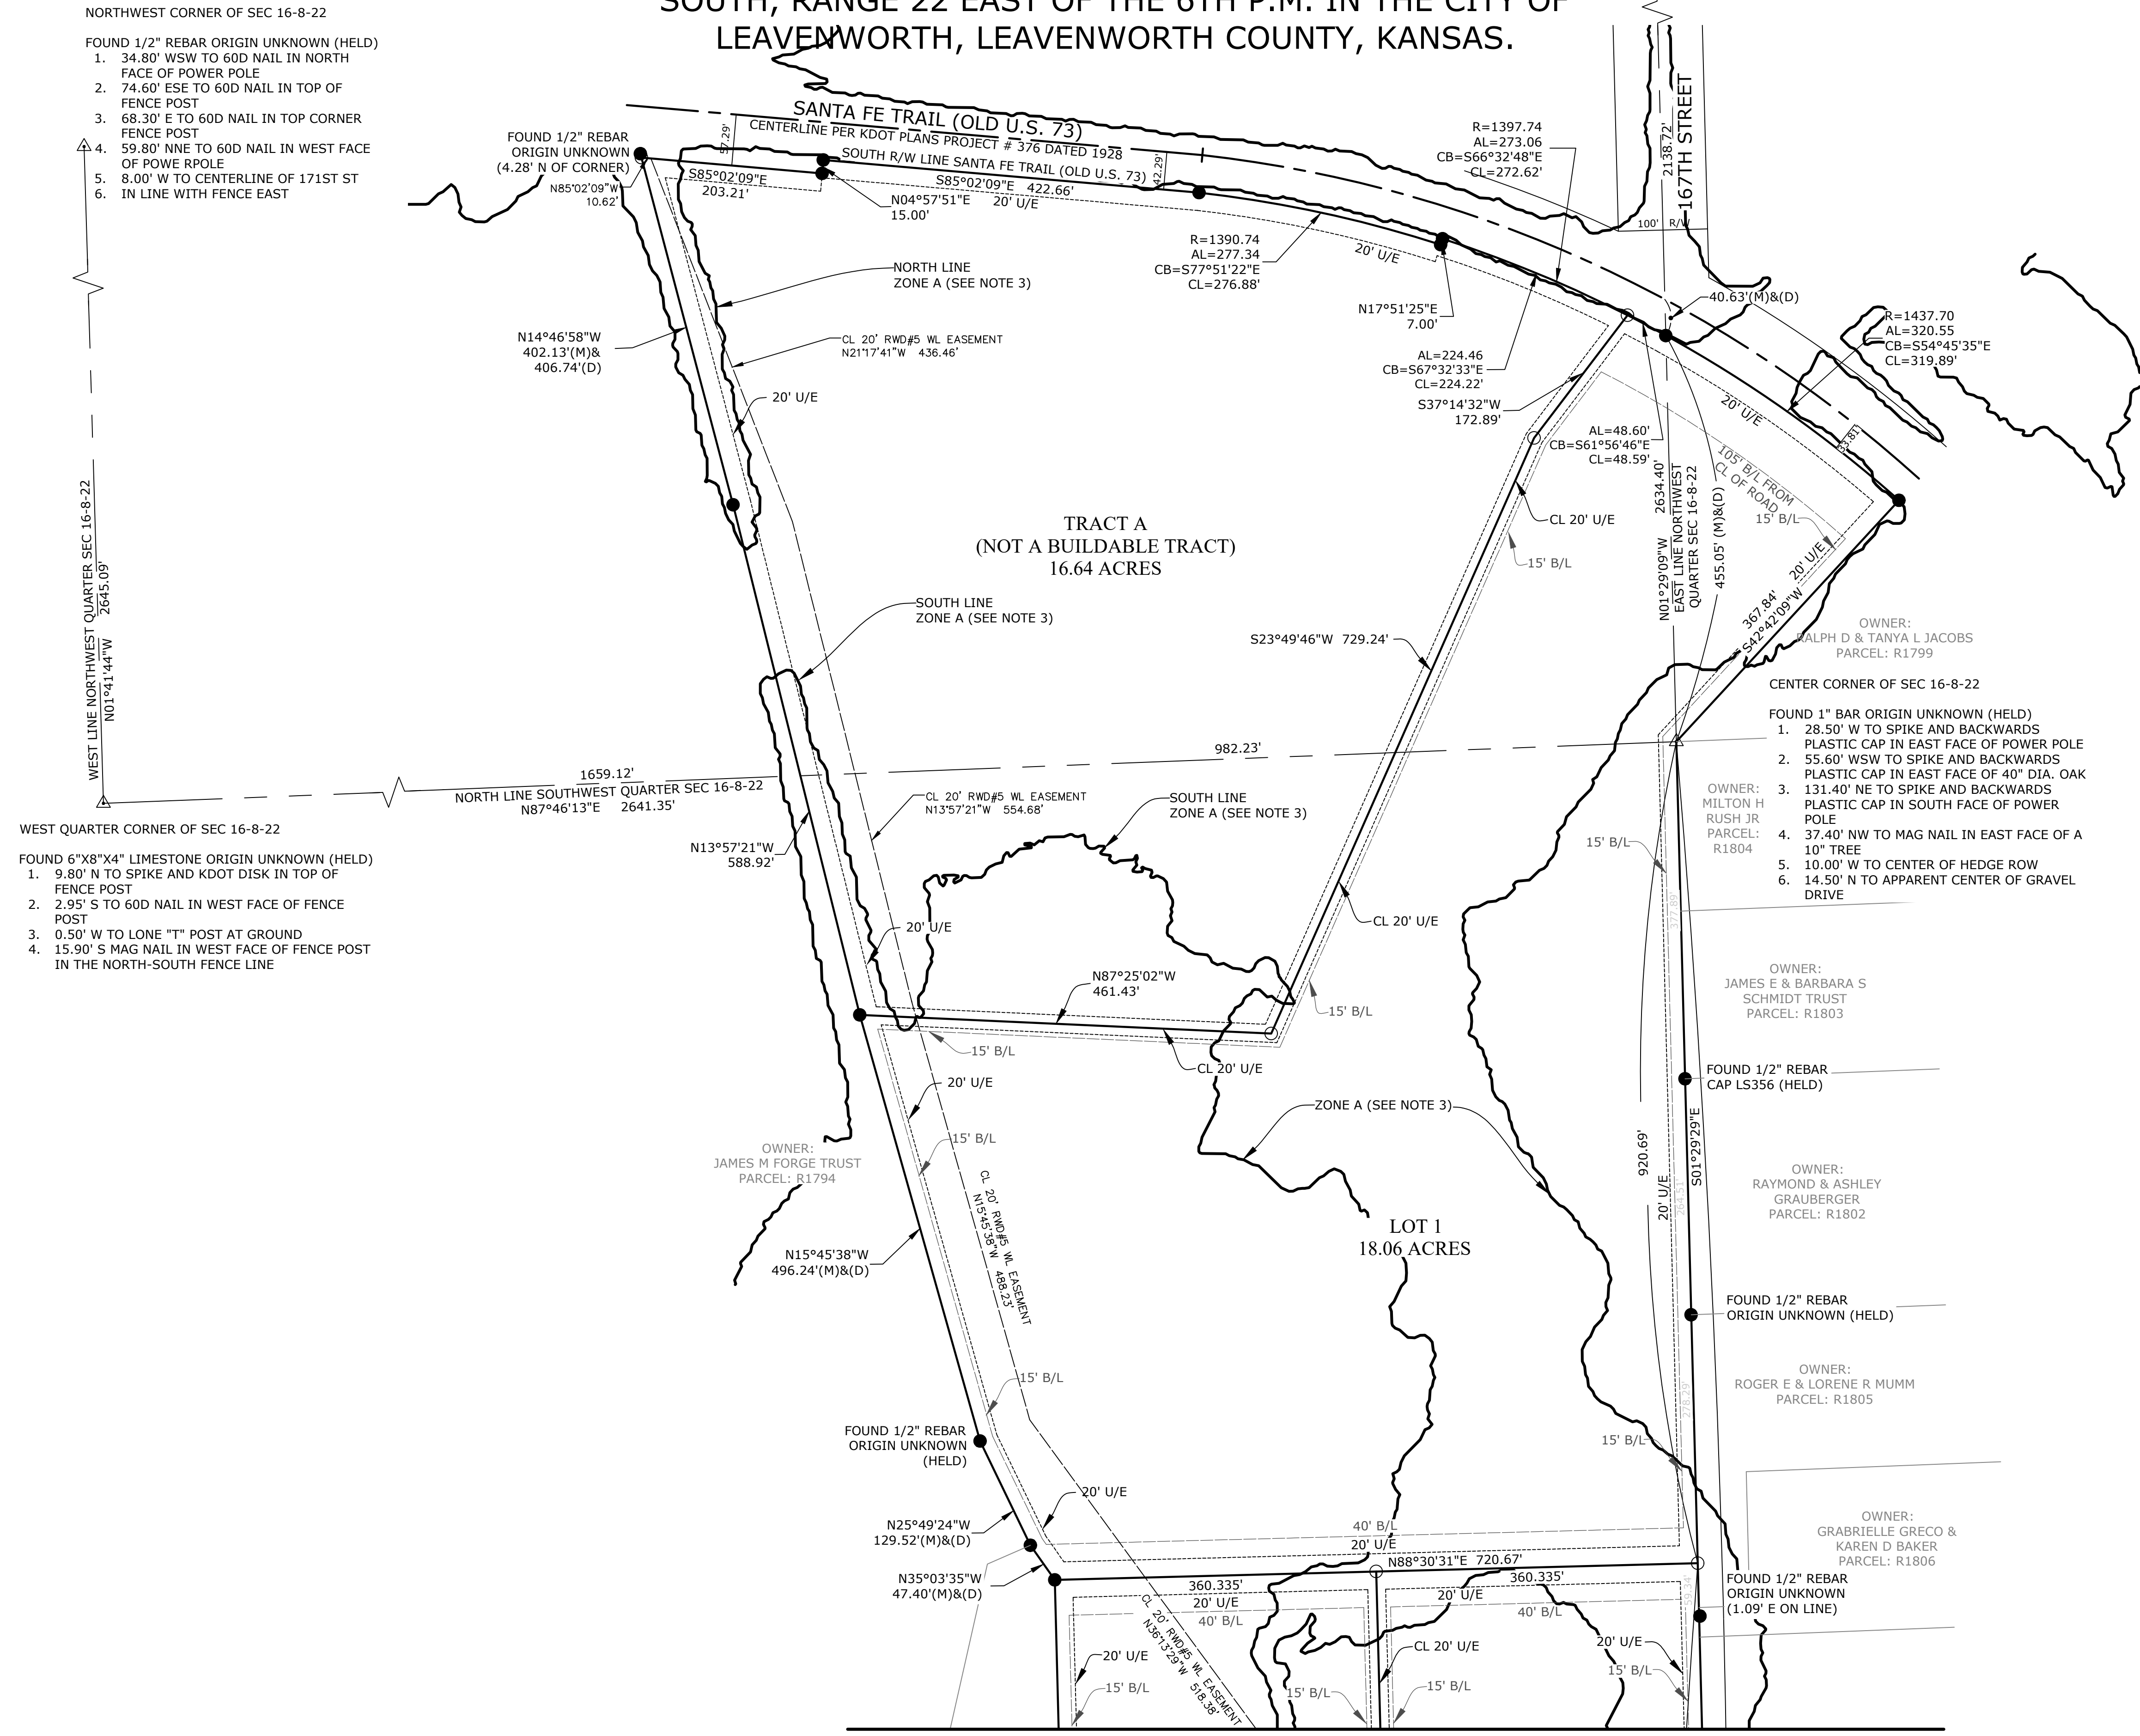 SOUTH, RANGE 22 EAST OF THE 6TH P.M. IN THE CITY OF
LEAVENWORTH, LEAVENWORTH COUNTY, KANSAS.
NORTHWEST CORNER OF SEC 16-8-22
FOUND 1/2" REBAR ORIGIN UNKNOWN (HELD)
1. 34.80' WSW TO 60D NAIL IN NORTH
FACE OF POWER POLE
2. 74.60' ESE TO 60D NAIL IN TOP OF
FENCE POST
3. 68.30' E TO 60D NAIL IN TOP CORNER
FENCE POST
4. 59.80' NNE TO 60D NAIL IN WEST FACE
OF POWE RPOLE
5. 8.00' W TO CENTERLINE OF 171ST ST
6. IN LINE WITH FENCE EAST
FOUND 1/2" REBAR
ORIGIN UNKNOWN
(4.28' N OF CORNER)
N85°02'09"W
10.62'
57.29'
SANTA FE TRAIL (OLD U.S. 73)
CENTERLINE PER KDOT PLANS PROJECT # 376 DATED 1928
SOUTH R/W LINE SANTA FE TRAIL (OLD U.S. 73)
42.29'
S85°02'09"E
203.21'
S85°02'09"E 422.66'
20' U/E
N04°57'51"E
15.00'
R=1397.74
AL=273.06
CB=S66°32'48"E
CL=272.62'
2138.72'
167TH STREET
100' R/W
R=1390.74
AL=277.34
CB=S77°51'22"E
CL=276.88'
20' U/E
N17°51'25"E
7.00'
40.63'(M)&(D)
R=1437.70
AL=320.55
CB=S54°45'35"E
CL=319.89'
NORTH LINE
ZONE A (SEE NOTE 3)
N14°46'58"W
402.13'(M)&
406.74'(D)
CL 20' RWD#5 WL EASEMENT
N21°17'41"W 436.46'
20' U/E
AL=224.46
CB=S67°32'33"E
CL=224.22'
S37°14'32"W
172.89'
AL=48.60'
CB=S61°56'46"E
CL=48.59'
20' U/E
33.81'
105' B/L FROM
CL OF ROAD
15' B/L
20' U/E
367.84'
S42°42'09"W
N01°29'09"W 2634.40'
EAST LINE NORTHWEST
QUARTER SEC 16-8-22
455.05' (M)&(D)
TRACT A
(NOT A BUILDABLE TRACT)
16.64 ACRES
CL 20' U/E
15' B/L
WEST LINE NORTHWEST QUARTER SEC 16-8-22
N01°41'44"W 2645.09'
SOUTH LINE
ZONE A (SEE NOTE 3)
S23°49'46"W 729.24'
OWNER:
RALPH D & TANYA L JACOBS
PARCEL: R1799
CENTER CORNER OF SEC 16-8-22
FOUND 1" BAR ORIGIN UNKNOWN (HELD)
1. 28.50' W TO SPIKE AND BACKWARDS
PLASTIC CAP IN EAST FACE OF POWER POLE
2. 55.60' WSW TO SPIKE AND BACKWARDS
PLASTIC CAP IN EAST FACE OF 40" DIA. OAK
3. 131.40' NE TO SPIKE AND BACKWARDS
PLASTIC CAP IN SOUTH FACE OF POWER
POLE
4. 37.40' NW TO MAG NAIL IN EAST FACE OF A
10" TREE
5. 10.00' W TO CENTER OF HEDGE ROW
6. 14.50' N TO APPARENT CENTER OF GRAVEL
DRIVE
982.23'
1659.12'
NORTH LINE SOUTHWEST QUARTER SEC 16-8-22
N87°46'13"E 2641.35'
WEST QUARTER CORNER OF SEC 16-8-22
FOUND 6"X8"X4" LIMESTONE ORIGIN UNKNOWN (HELD)
1. 9.80' N TO SPIKE AND KDOT DISK IN TOP OF
FENCE POST
2. 2.95' S TO 60D NAIL IN WEST FACE OF FENCE
POST
3. 0.50' W TO LONE "T" POST AT GROUND
4. 15.90' S MAG NAIL IN WEST FACE OF FENCE POST
IN THE NORTH-SOUTH FENCE LINE
CL 20' RWD#5 WL EASEMENT
N13°57'21"W 554.68'
SOUTH LINE
ZONE A (SEE NOTE 3)
N13°57'21"W
588.92'
OWNER:
MILTON H
RUSH JR
PARCEL:
R1804
15' B/L
377.89'
20' U/E
CL 20' U/E
N87°25'02"W
461.43'
15' B/L
15' B/L
CL 20' U/E
20' U/E
15' B/L
OWNER:
JAMES E & BARBARA S
SCHMIDT TRUST
PARCEL: R1803
FOUND 1/2" REBAR
CAP LS356 (HELD)
ZONE A (SEE NOTE 3)
OWNER:
JAMES M FORGE TRUST
PARCEL: R1794
CL 20' RWD#5 WL EASEMENT
N15°45'38"W 488.23'
920.69'
20' U/E
264.51'
S01°29'29"E
OWNER:
RAYMOND & ASHLEY
GRAUBERGER
PARCEL: R1802
LOT 1
18.06 ACRES
N15°45'38"W
496.24'(M)&(D)
FOUND 1/2" REBAR
ORIGIN UNKNOWN (HELD)
OWNER:
ROGER E & LORENE R MUMM
PARCEL: R1805
278.29'
15' B/L
FOUND 1/2" REBAR
ORIGIN UNKNOWN
(HELD)
15' B/L
20' U/E
N25°49'24"W
129.52'(M)&(D)
40' B/L
20' U/E
N88°30'31"E 720.67'
OWNER:
GRABRIELLE GRECO &
KAREN D BAKER
PARCEL: R1806
N35°03'35"W
47.40'(M)&(D)
360.335'
20' U/E
40' B/L
360.335'
20' U/E
40' B/L
59.34'
FOUND 1/2" REBAR
ORIGIN UNKNOWN
(1.09' E ON LINE)
CL 20' RWD#5 WL EASEMENT
N36°13'29"W 518.38'
20' U/E
15' B/L
15' B/L
CL 20' U/E
15' B/L
20' U/E
15' B/L